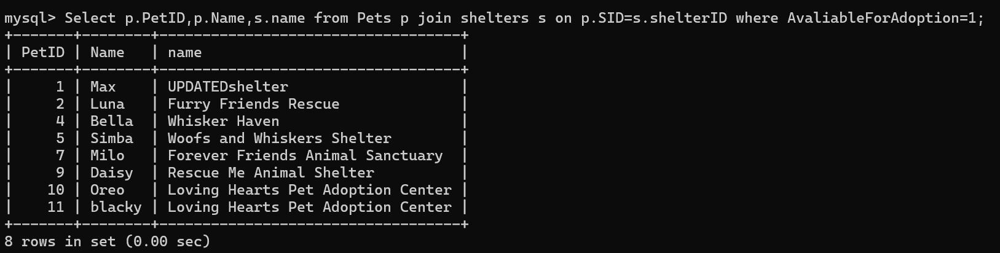 mysql> Select p.PetID,p.Name,s.name from Pets p join shelters s on p.SID=s.shelterID where AvaliableForAdoption=1;
+-------+--------+-----------------------------------+
| PetID | Name   | name                              |
+-------+--------+-----------------------------------+
|     1 | Max    | UPDATEDshelter                    |
|     2 | Luna   | Furry Friends Rescue              |
|     4 | Bella  | Whisker Haven                     |
|     5 | Simba  | Woofs and Whiskers Shelter        |
|     7 | Milo   | Forever Friends Animal Sanctuary  |
|     9 | Daisy  | Rescue Me Animal Shelter          |
|    10 | Oreo   | Loving Hearts Pet Adoption Center |
|    11 | blacky | Loving Hearts Pet Adoption Center |
+-------+--------+-----------------------------------+
8 rows in set (0.00 sec)